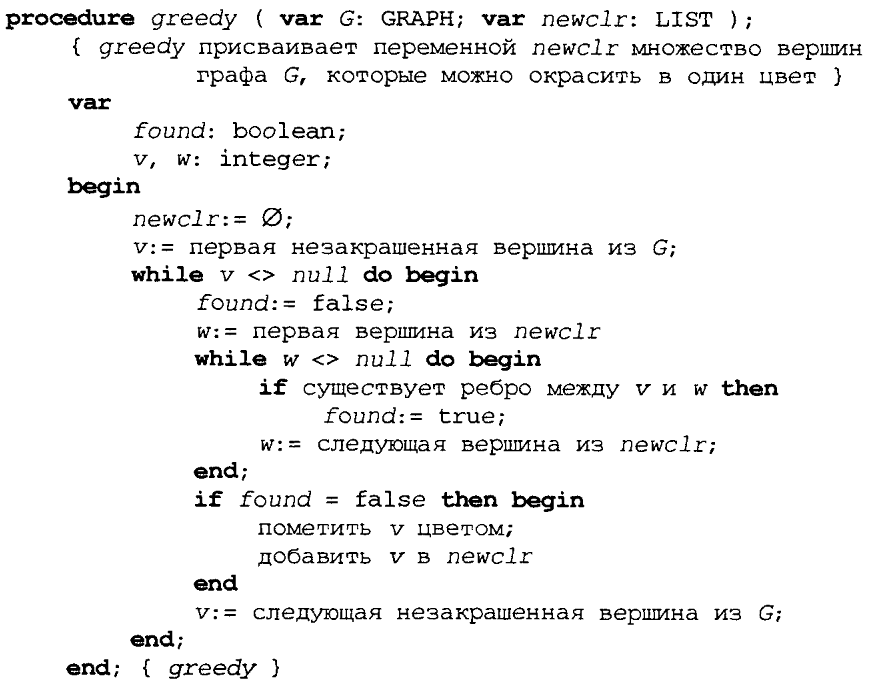 procedure greedy ( var G: GRAPH; var newclr: LIST );
{ greedy присваивает переменной newclr множество вершин
графа G, которые можно окрасить в один цвет }
var
found: boolean;
v, w: integer;
begin
newclr:= ∅;
v:= первая незакрашенная вершина из G;
while v <> null do begin
found:= false;
w:= первая вершина из newclr
while w <> null do begin
if существует ребро между v и w then
found:= true;
w:= следующая вершина из newclr;
end;
if found = false then begin
пометить v цветом;
добавить v в newclr
end
v:= следующая незакрашенная вершина из G;
end;
end; { greedy }